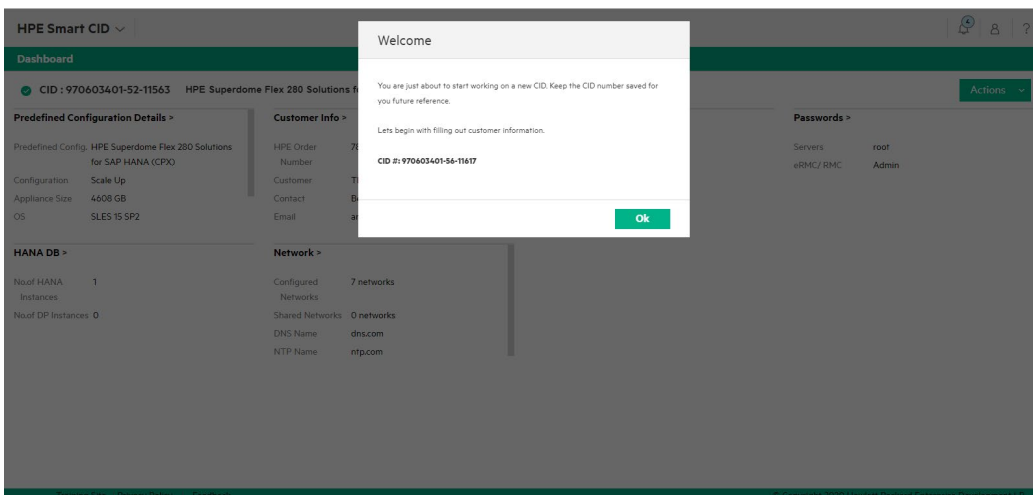 HPE Smart CID
4
?
Dashboard
CID : 970603401-52-11563 HPE Superdome Flex 280 Solutions
Actions
Welcome
You are just about to start working on a new CID. Keep the CID number saved for
you future reference.
Lets begin with filling out customer information.
CID #: 970603401-56-11617
Ok
Predefined Configuration Details >
Predefined Config. HPE Superdome Flex 280 Solutions
for SAP HANA (CPX)
Configuration Scale Up
Appliance Size 4608 GB
OS SLES 15 SP2
Customer Info >
HPE Order
Number
Customer
Contact
Email
Passwords >
Servers root
eRMC/ RMC Admin
HANA DB >
No.of HANA 1
Instances
No.of DP Instances 0
Network >
Configured 7 networks
Networks
Shared Networks 0 networks
DNS Name dns.com
NTP Name ntp.com